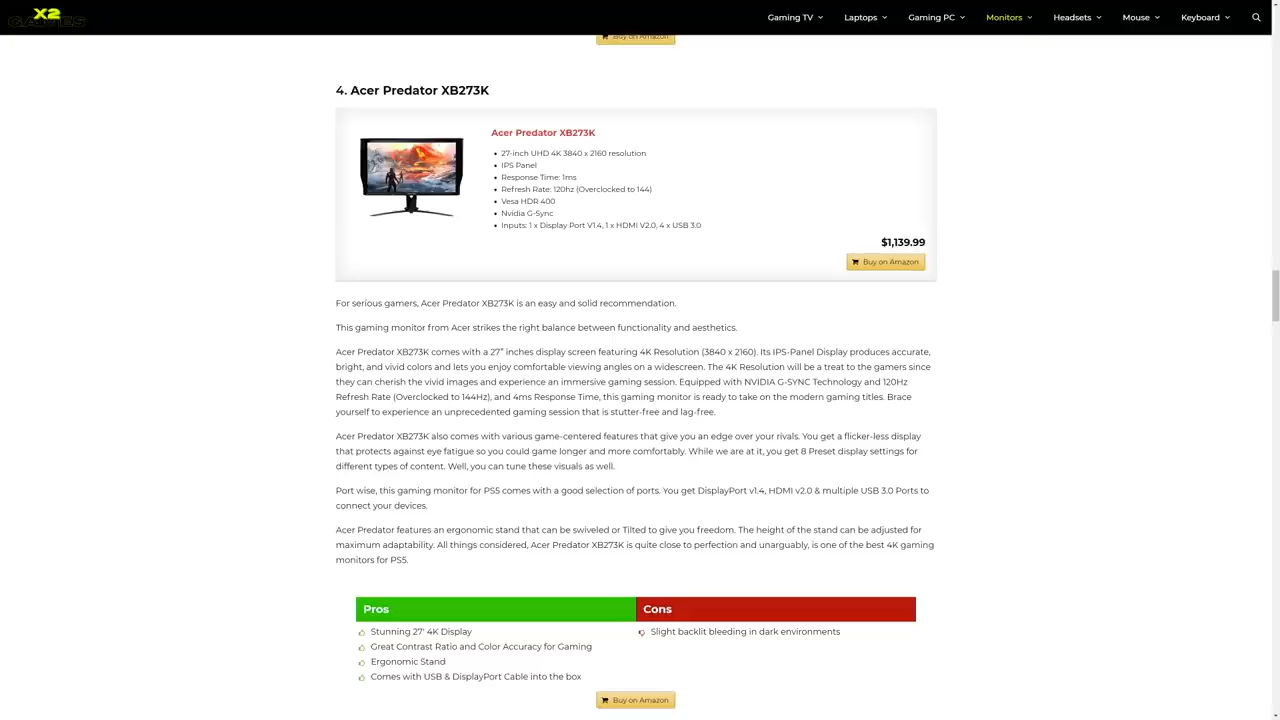 X2
GAMES
Gaming TV
Laptops
Gaming PC
Monitors
Headsets
Mouse
Keyboard
Buy on Amazon
4. Acer Predator XB273K
Acer Predator XB273K
• 27-inch UHD 4K 3840 x 2160 resolution
• IPS Panel
• Response Time: 1ms
• Refresh Rate: 120hz (Overclocked to 144)
• Vesa HDR 400
• Nvidia G-Sync
• Inputs: 1 x Display Port V1.4, 1 x HDMI V2.0, 4 x USB 3.0
$1,139.99
Buy on Amazon
For serious gamers, Acer Predator XB273K is an easy and solid recommendation.
This gaming monitor from Acer strikes the right balance between functionality and aesthetics.
Acer Predator XB273K comes with a 27” inches display screen featuring 4K Resolution (3840 x 2160). Its IPS-Panel Display produces accurate,
bright, and vivid colors and lets you enjoy comfortable viewing angles on a widescreen. The 4K Resolution will be a treat to the gamers since
they can cherish the vivid images and experience an immersive gaming session. Equipped with NVIDIA G-SYNC Technology and 120Hz
Refresh Rate (Overclocked to 144Hz), and 4ms Response Time, this gaming monitor is ready to take on the modern gaming titles. Brace
yourself to experience an unprecedented gaming session that is stutter-free and lag-free.
Acer Predator XB273K also comes with various game-centered features that give you an edge over your rivals. You get a flicker-less display
that protects against eye fatigue so you could game longer and more comfortably. While we are at it, you get 8 Preset display settings for
different types of content. Well, you can tune these visuals as well.
Port wise, this gaming monitor for PS5 comes with a good selection of ports. You get DisplayPort v1.4, HDMI v2.0 & multiple USB 3.0 Ports to
connect your devices.
Acer Predator features an ergonomic stand that can be swiveled or Tilted to give you freedom. The height of the stand can be adjusted for
maximum adaptability. All things considered, Acer Predator XB273K is quite close to perfection and unarguably, is one of the best 4K gaming
monitors for PS5.
Pros
Stunning 27' 4K Display
Great Contrast Ratio and Color Accuracy for Gaming
Ergonomic Stand
Comes with USB & DisplayPort Cable into the box
Cons
Slight backlit bleeding in dark environments
Buy on Amazon